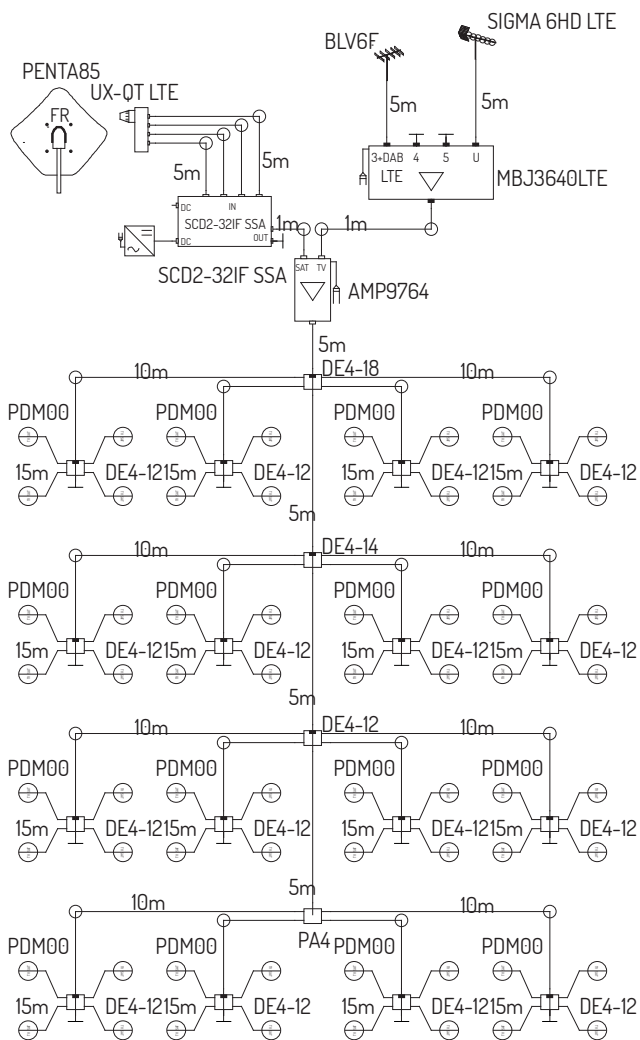 SIGMA 6HD LTE
BLV6F
PENTA85
UX-QT LTE
FR
5m 5m
5m 5m
3+DAB 4 5 U
LTE
MBJ3640LTE
DC IN
SCD2-32IF SSA
DC OUT
1m 1m
SCD2-32IF SSA
SAT TV
AMP9764
5m
DE4-18
10m 10m
PDM00 PDM00 PDM00 PDM00
15m DE4-12 15m DE4-12 15m DE4-12 15m DE4-12
5m
DE4-14
10m 10m
PDM00 PDM00 PDM00 PDM00
15m DE4-12 15m DE4-12 15m DE4-12 15m DE4-12
5m
DE4-12
10m 10m
PDM00 PDM00 PDM00 PDM00
15m DE4-12 15m DE4-12 15m DE4-12 15m DE4-12
5m
10m 10m
PA4
PDM00 PDM00 PDM00 PDM00
15m DE4-12 15m DE4-12 15m DE4-12 15m DE4-12